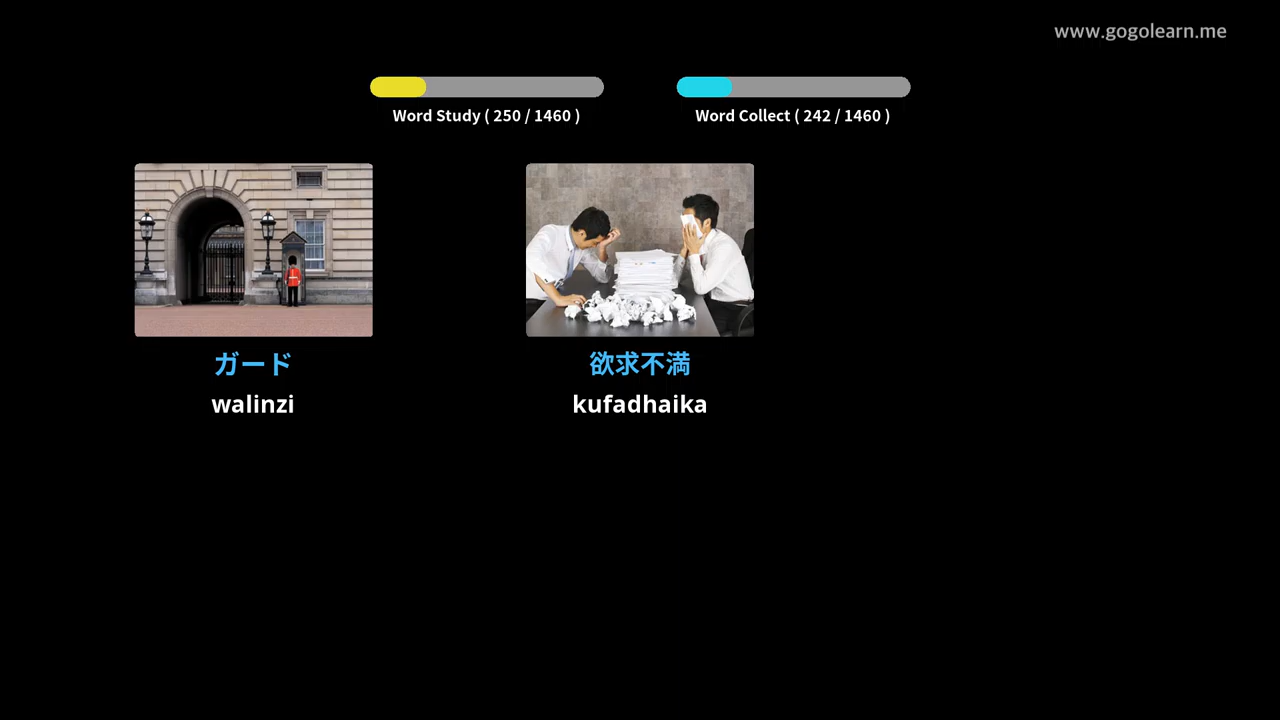 www.gogolearn.me
Word Study ( 250 / 1460 )
Word Collect ( 242 / 1460 )
ガード
walinzi
欲求不満
kufadhaika